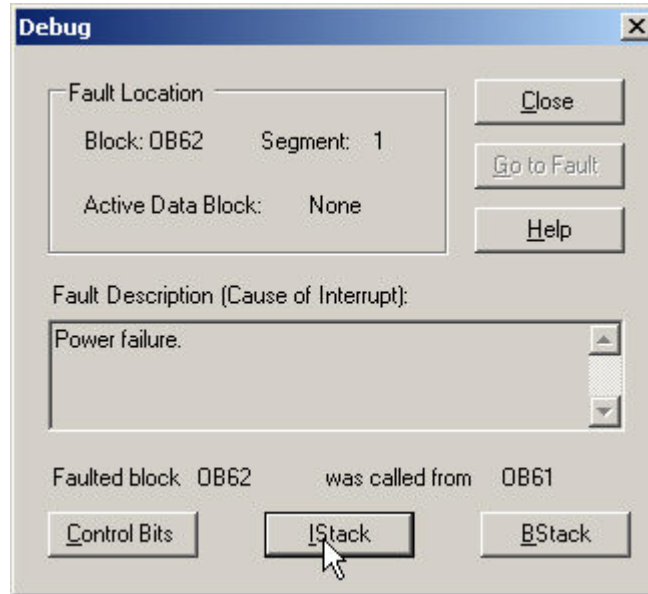 Debug
Fault Location
Block: OB62 Segment: 1
Active Data Block: None
Close
Go to Fault
Help
Fault Description (Cause of Interrupt):
Power failure.
Faulted block OB62 was called from OB61
Control Bits
IStack
BStack